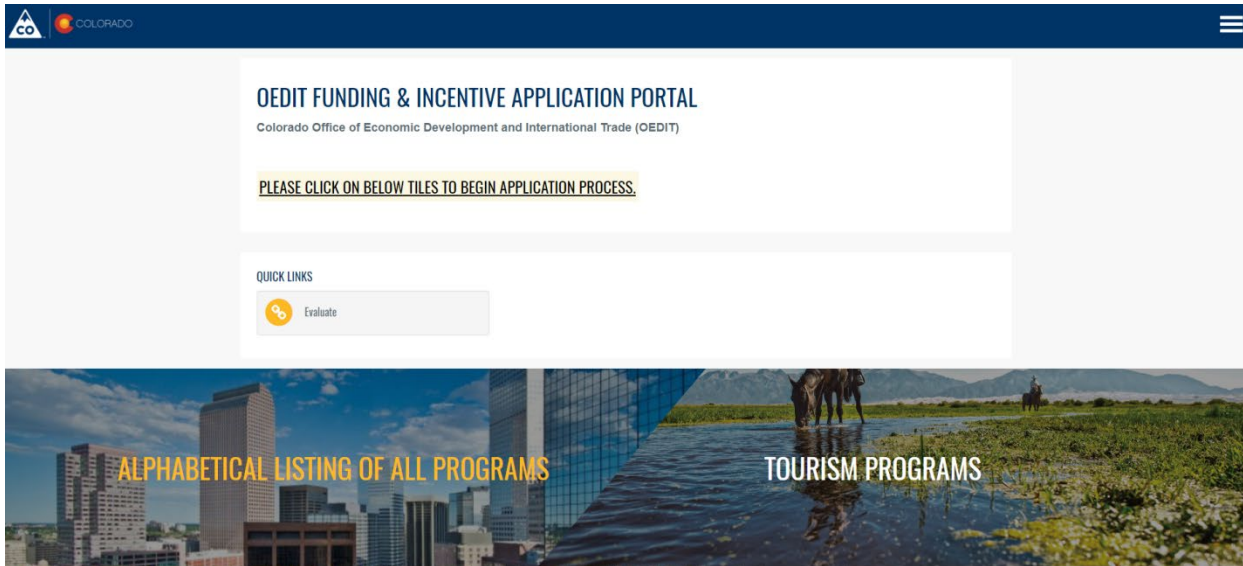 CO
COLORADO
OEDIT FUNDING & INCENTIVE APPLICATION PORTAL
Colorado Office of Economic Development and International Trade (OEDIT)
PLEASE CLICK ON BELOW TILES TO BEGIN APPLICATION PROCESS.
QUICK LINKS
Evaluate
ALPHABETICAL LISTING OF ALL PROGRAMS
TOURISM PROGRAMS